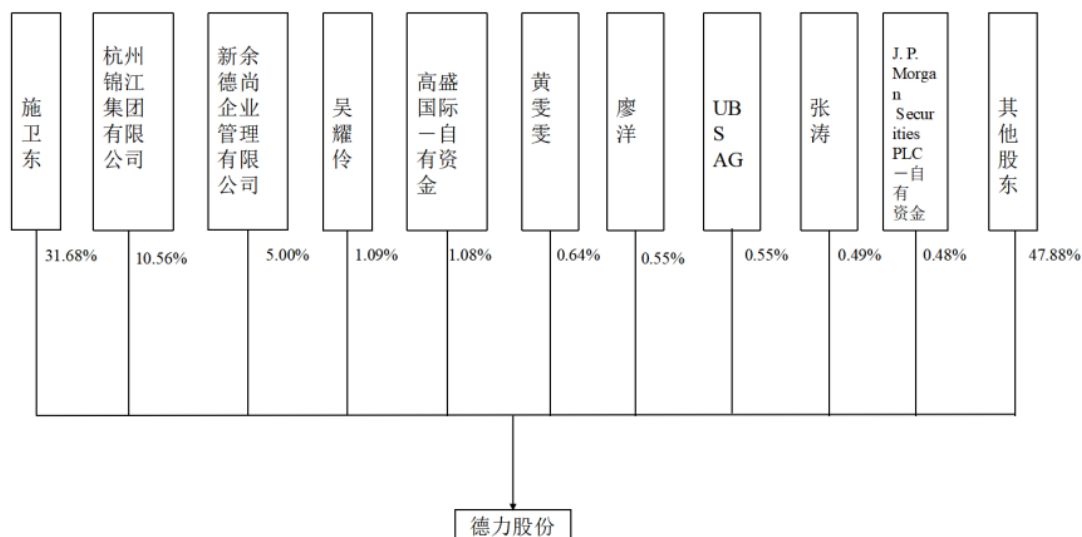 施
卫
东
杭州
锦江
集团
有限
公司
新余
德尚
企业
管理
有限
公司
吴
耀
伶
高盛
国际
－自
有资
金
黄
雯
雯
廖
洋
UB
S
AG
张
涛
J. P.
Morga
n
Secur
ities
PLC
－自
有
资金
其
他
股
东
31.68%
10.56%
5.00%
1.09%
1.08%
0.64%
0.55%
0.55%
0.49%
0.48%
47.88%
德力股份